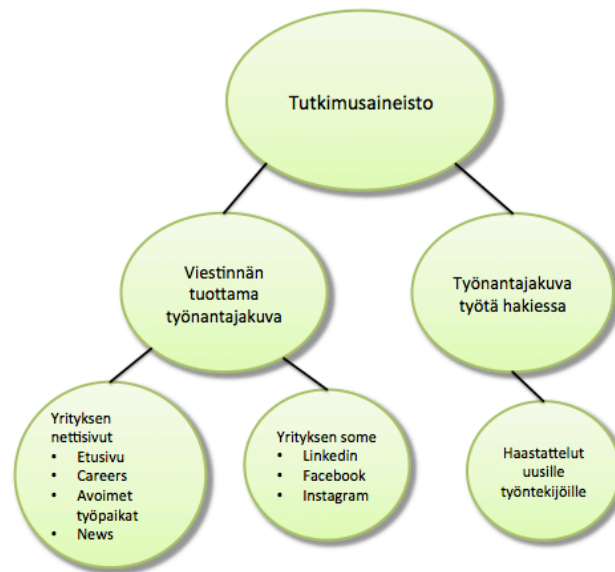 Tutkimusaineisto
Viestinnän
tuottama
työnantajakuva
Työnantajakuva
työtä hakiessa
Yrityksen
nettisivut
• Etusivu
• Careers
• Avoimet
työpaikat
• News
Yrityksen some
• Linkedin
• Facebook
• Instagram
Haastattelut
uusille
työntekijöille